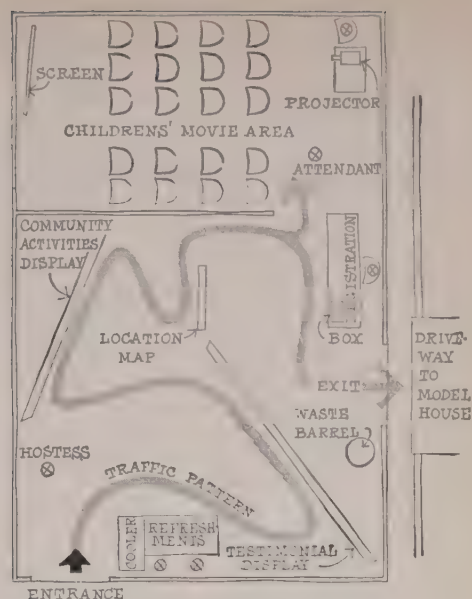 SCREEN
PROJECTOR
CHILDRENS' MOVIE AREA
ATTENDANT
COMMUNITY
ACTIVITIES
DISPLAY
REGISTRATION
LOCATION
MAP
BOX
DRIVE-
WAY
TO
MODEL
HOUSE
EXIT
WASTE
BARREL
HOSTESS
TRAFFIC PATTERN
COOLER
REFRESH
MENTS
TESTIMONIAL
DISPLAY
ENTRANCE